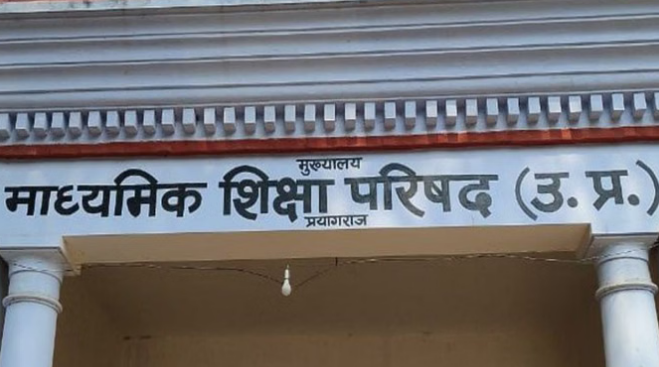 मुख्यालय
माध्यमिक शिक्षा परिषद (उ. प्र.)
प्रयागराज